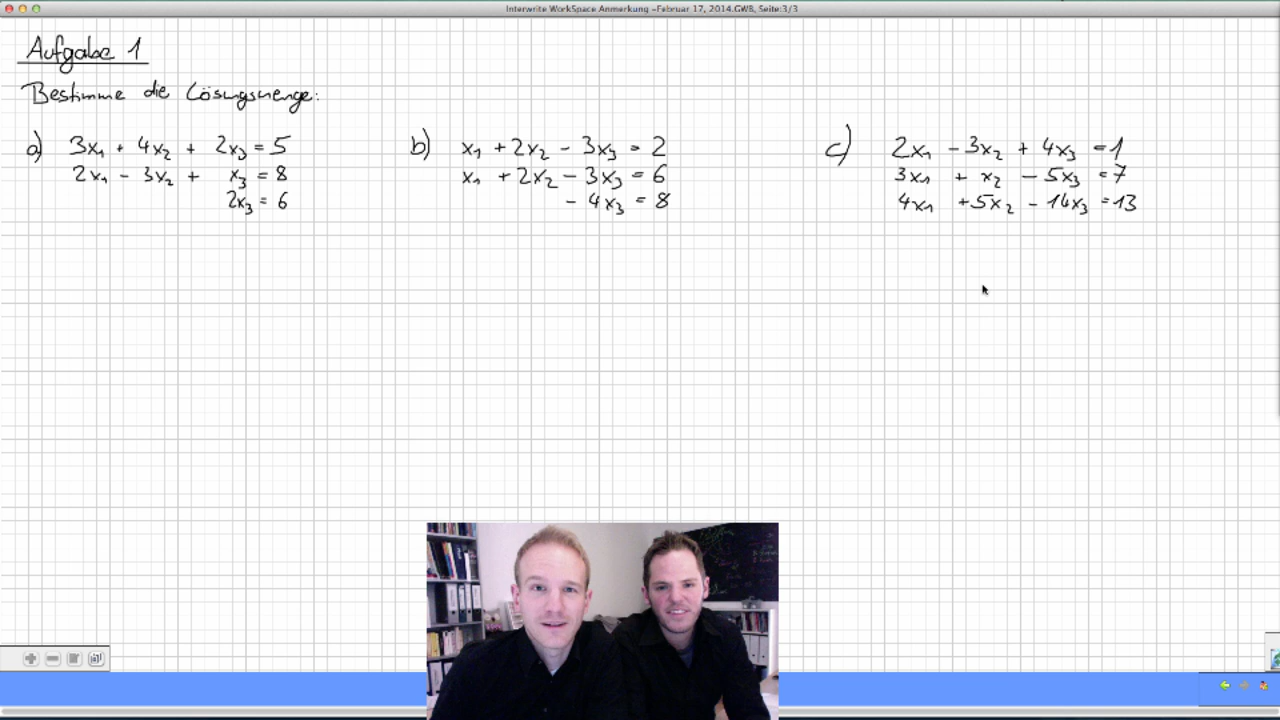 Interwrite WorkSpace Anmerkung –Februar 17, 2014.GWB, Seite:3/3
Aufgabe 1
Bestimme die Lösungsmenge:
a) 3x₁ + 4x₂ + 2x₃ = 5
2x₁ - 3x₂ + x₃ = 8
2x₃ = 6
b) x₁ + 2x₂ - 3x₃ = 2
x₁ + 2x₂ - 3x₃ = 6
- 4x₃ = 8
c) 2x₁ - 3x₂ + 4x₃ = 1
3x₁ + x₂ - 5x₃ = 7
4x₁ + 5x₂ - 14x₃ = 13